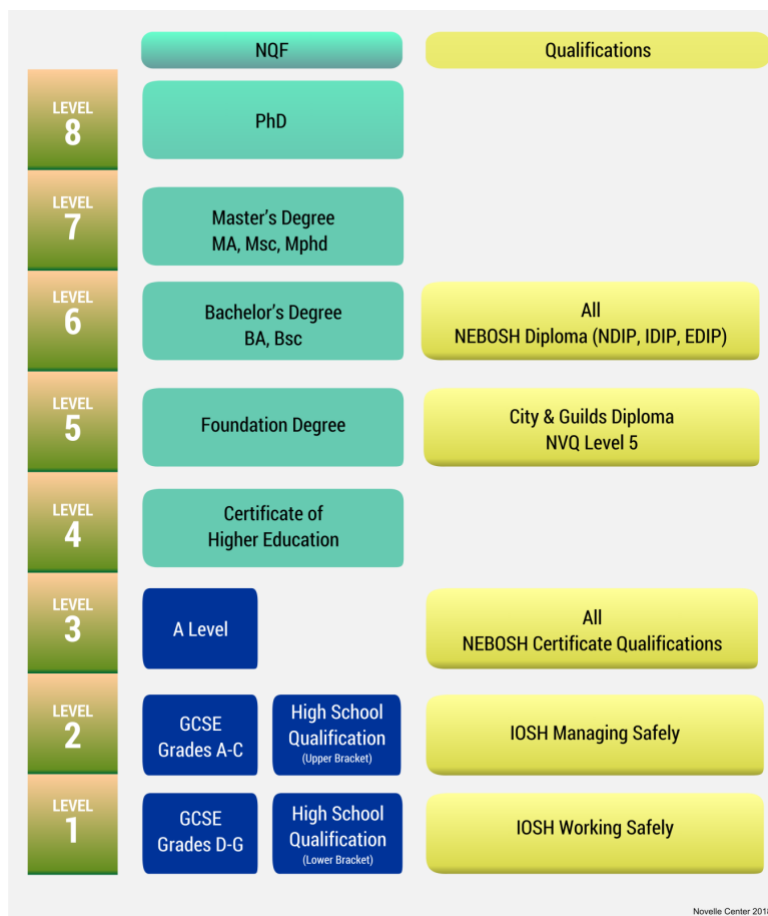 NQF
Qualifications
LEVEL
8
PhD
LEVEL
7
Master's Degree
MA, Msc, Mphd
LEVEL
6
Bachelor's Degree
BA, Bsc
All
NEBOSH Diploma (NDIP, IDIP, EDIP)
LEVEL
5
Foundation Degree
City & Guilds Diploma
NVQ Level 5
LEVEL
4
Certificate of
Higher Education
LEVEL
3
A Level
All
NEBOSH Certificate Qualifications
LEVEL
2
GCSE
Grades A-C
High School
Qualification
(Upper Bracket)
IOSH Managing Safely
LEVEL
1
GCSE
Grades D-G
High School
Qualification
(Lower Bracket)
IOSH Working Safely
Novelle Center 2018